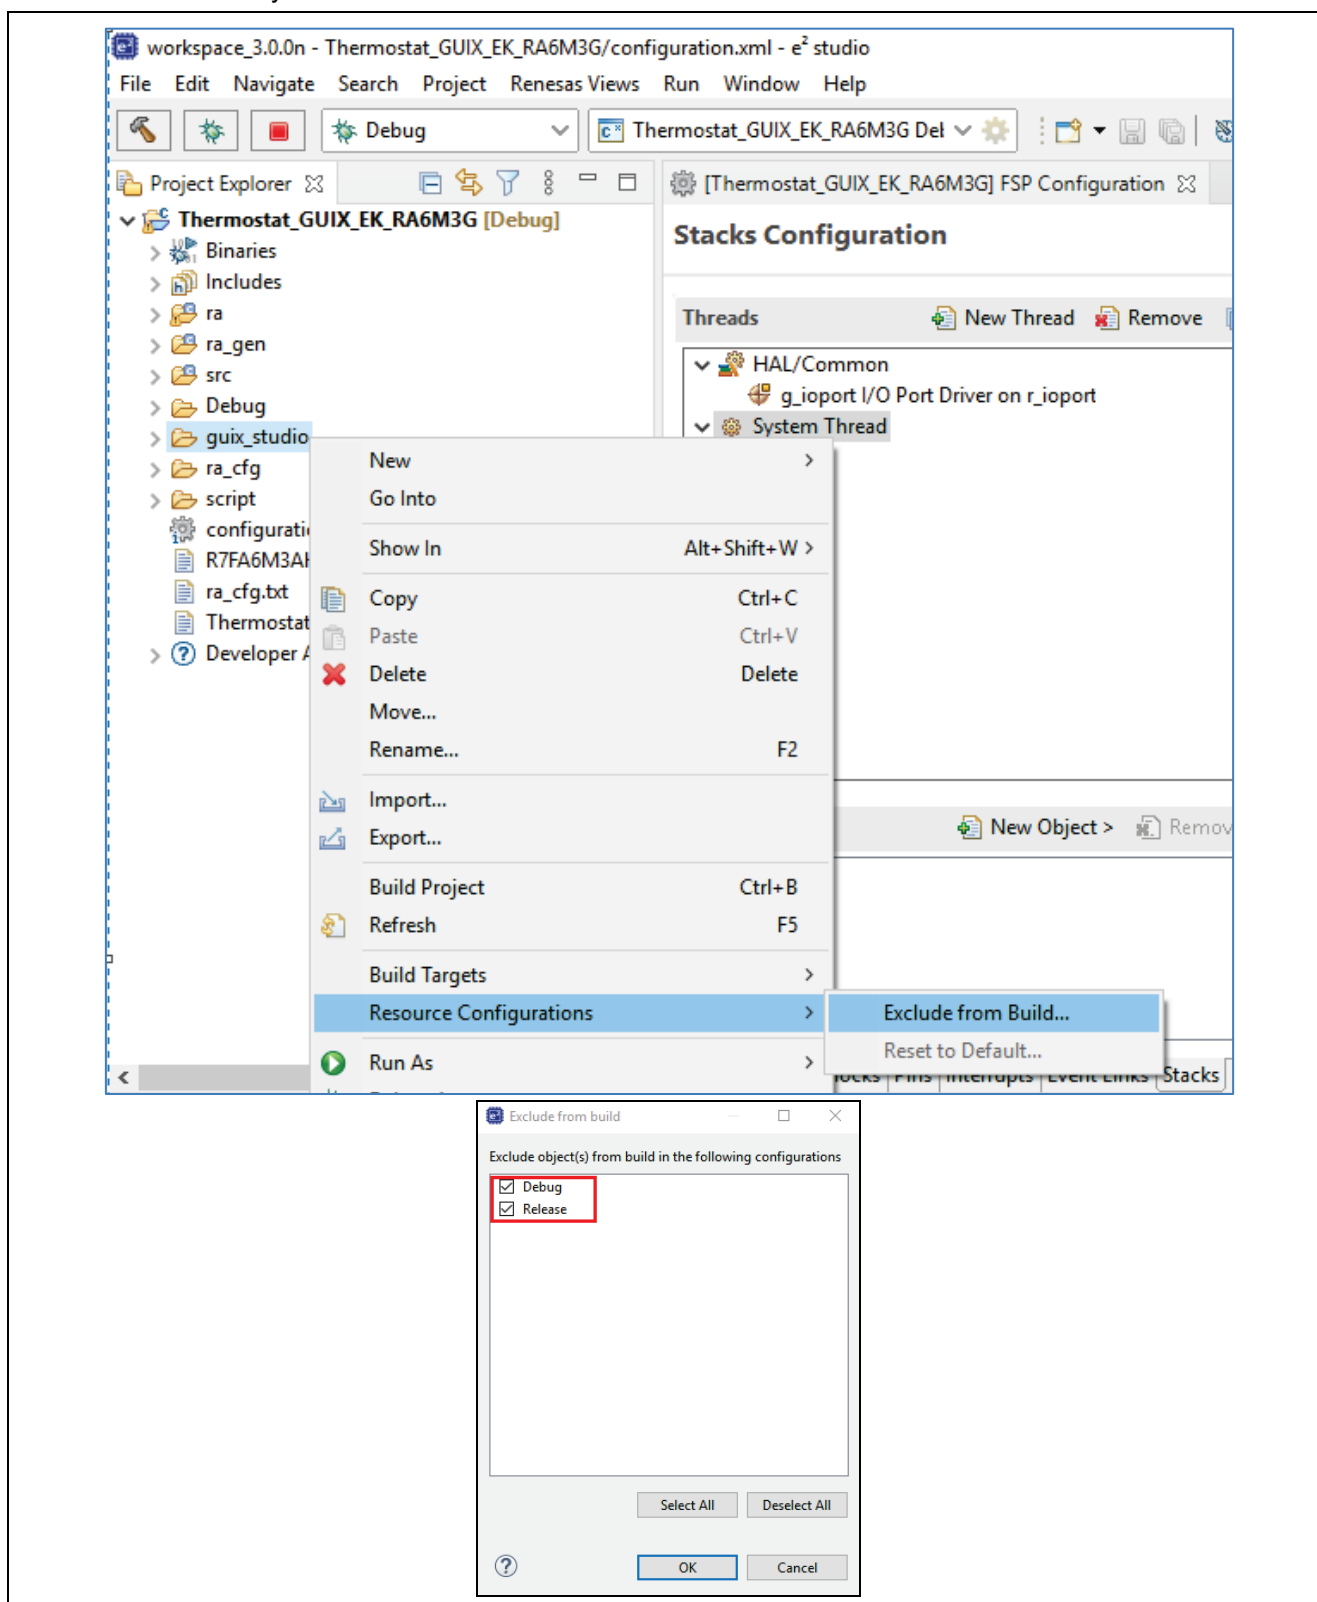 workspace_3.0.0n - Thermostat_GUIX_EK_RA6M3G/configuration.xml - e² studio
File Edit Navigate Search Project Renesas Views Run Window Help
Debug
Thermostat_GUIX_EK_RA6M3G Del
Project Explorer
[Thermostat_GUIX_EK_RA6M3G] FSP Configuration
Thermostat_GUIX_EK_RA6M3G [Debug]
Binaries
Includes
ra
ra_gen
src
Debug
guix_studio
ra_cfg
script
configurati
R7FA6M3AH
ra_cfg.txt
Thermostat
Developer A
Stacks Configuration
Threads
New Thread
Remove
HAL/Common
g_ioport I/O Port Driver on r_ioport
System Thread
New
Go Into
Show In Alt+Shift+W
Copy Ctrl+C
Paste Ctrl+V
Delete Delete
Move...
Rename... F2
Import...
Export...
Build Project Ctrl+B
Refresh F5
Build Targets
Resource Configurations
Run As
Exclude from Build...
Reset to Default...
New Object >
Remov
Pins Interrupts Event Links Stacks
Exclude from build
Exclude object(s) from build in the following configurations
Debug
Release
Select All
Deselect All
OK
Cancel